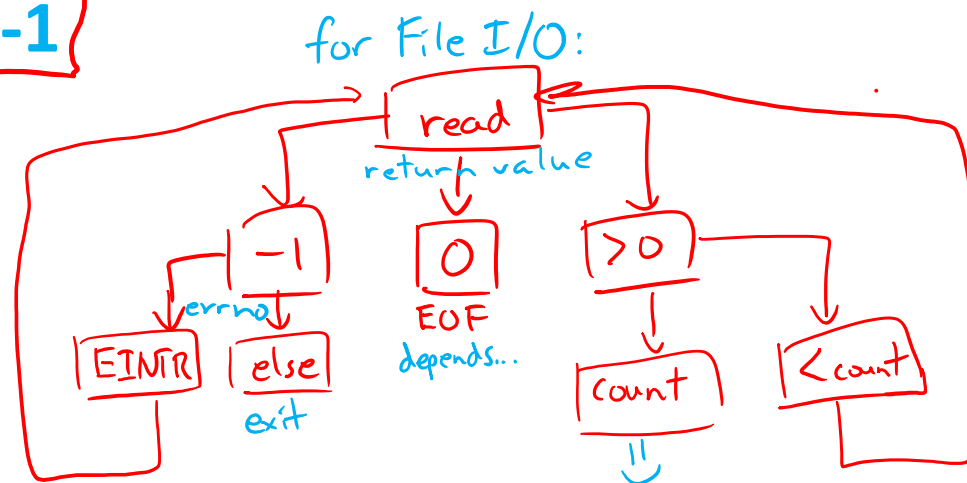 -1
for File I/O:
read
return value
-1
0
>0
errno
EOF
EINTR
else
depends...
count
<count
exit